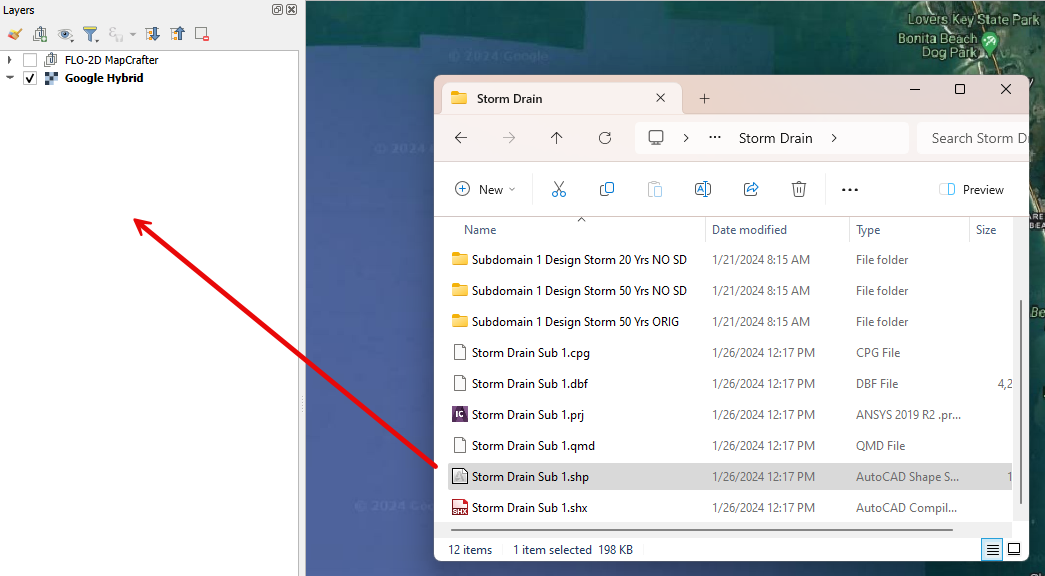 Layers
FLO-2D MapCrafter
Google Hybrid
© 2024 Google
Lovers Key State Park
Bonita Beach
Dog Park
© 2024
© 2024 Google
Storm Drain
Storm Drain
Search Storm D
New
Preview
Name Date modified Type Size
Subdomain 1 Design Storm 20 Yrs NO SD 1/21/2024 8:15 AM File folder
Subdomain 1 Design Storm 50 Yrs NO SD 1/21/2024 8:15 AM File folder
Subdomain 1 Design Storm 50 Yrs ORIG 1/21/2024 8:15 AM File folder
Storm Drain Sub 1.cpg 1/26/2024 12:17 PM CPG File
Storm Drain Sub 1.dbf 1/26/2024 12:17 PM DBF File 4,2
IC Storm Drain Sub 1.prj 1/26/2024 12:17 PM ANSYS 2019 R2 .pr...
Storm Drain Sub 1.qmd 1/26/2024 12:17 PM QMD File
Storm Drain Sub 1.shp 1/26/2024 12:17 PM AutoCAD Shape S... 1
SHX Storm Drain Sub 1.shx 1/26/2024 12:17 PM AutoCAD Compil...
12 items 1 item selected 198 KB